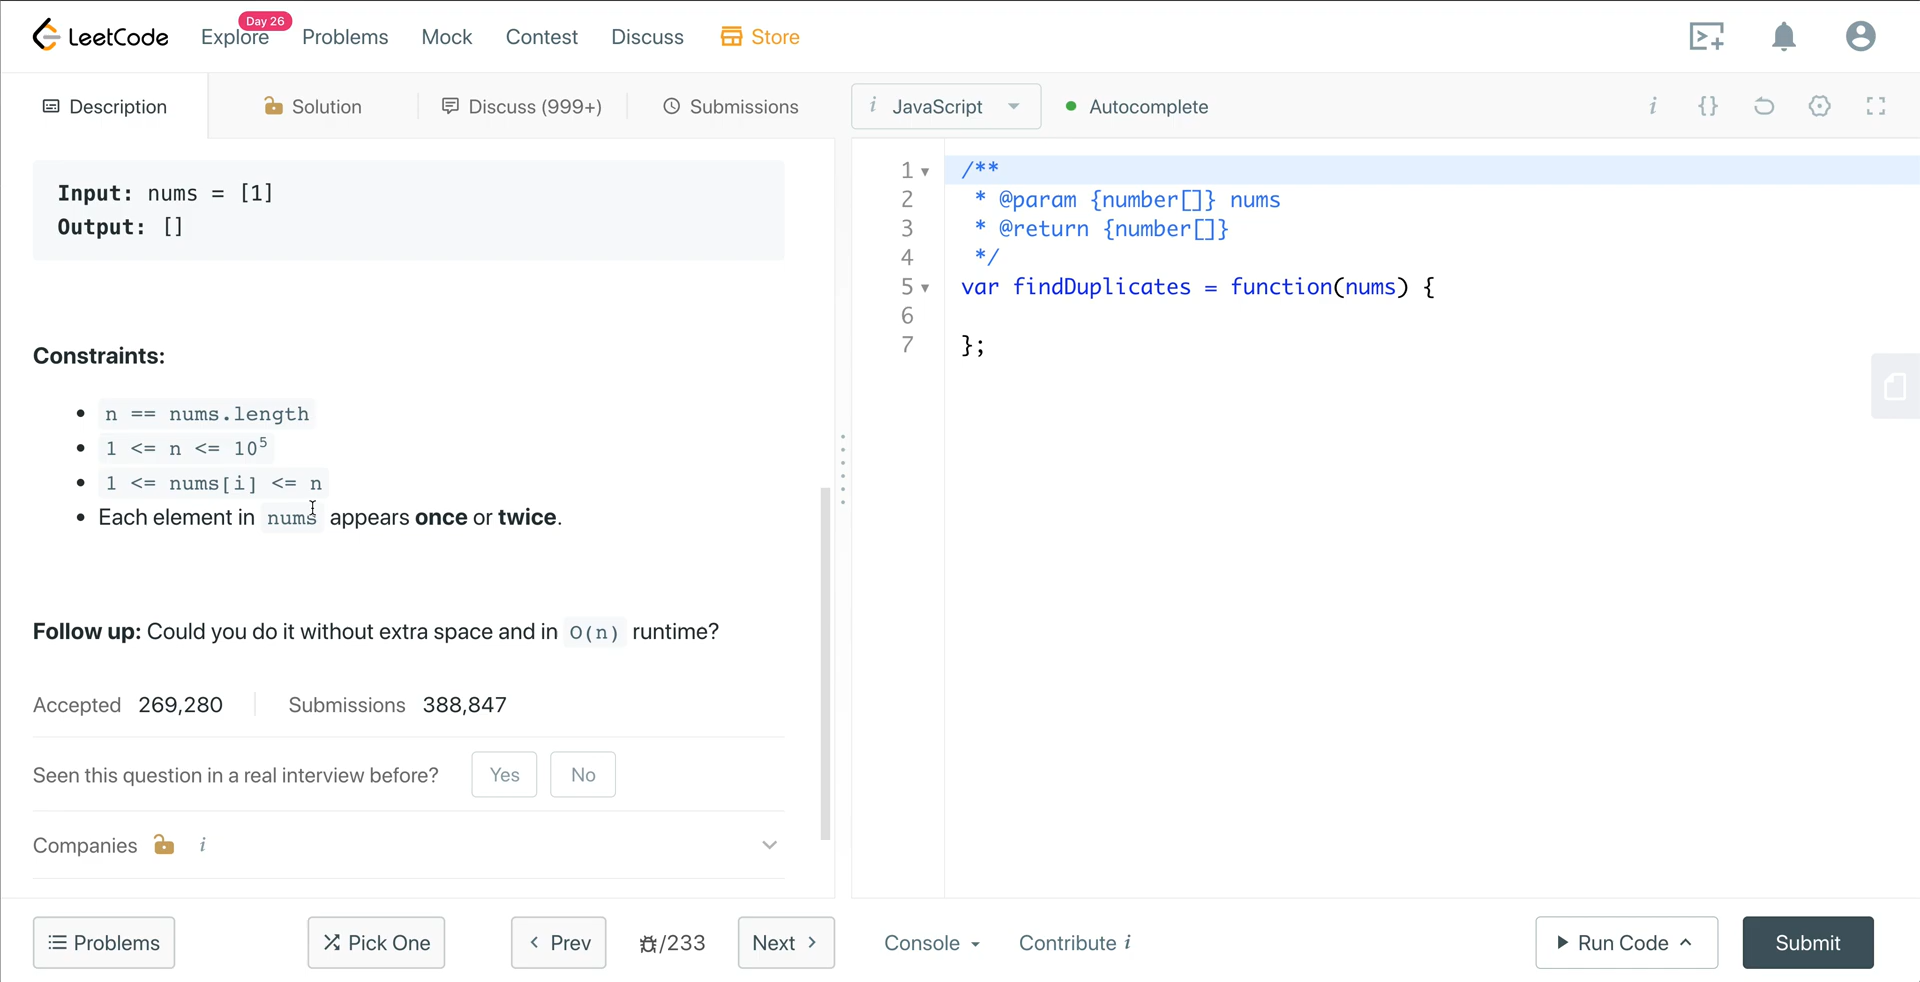 LeetCode
Explore
Day 26
Problems
Mock
Contest
Discuss
Store
Description
Solution
Discuss (999+)
Submissions
Input: nums = [1]
Output: []
Constraints:
• n == nums.length
• 1 <= n <= 10⁵
• 1 <= nums[i] <= n
• Each element in nums appears once or twice.
Follow up: Could you do it without extra space and in O(n) runtime?
Accepted 269,280 Submissions 388,847
Seen this question in a real interview before? Yes No
Companies i
i JavaScript
Autocomplete
i {}
1 /**
2  * @param {number[]} nums
3  * @return {number[]}
4  */
5 var findDuplicates = function(nums) {
6
7 };
Problems
Pick One
< Prev
/233
Next >
Console
Contribute i
Run Code
Submit